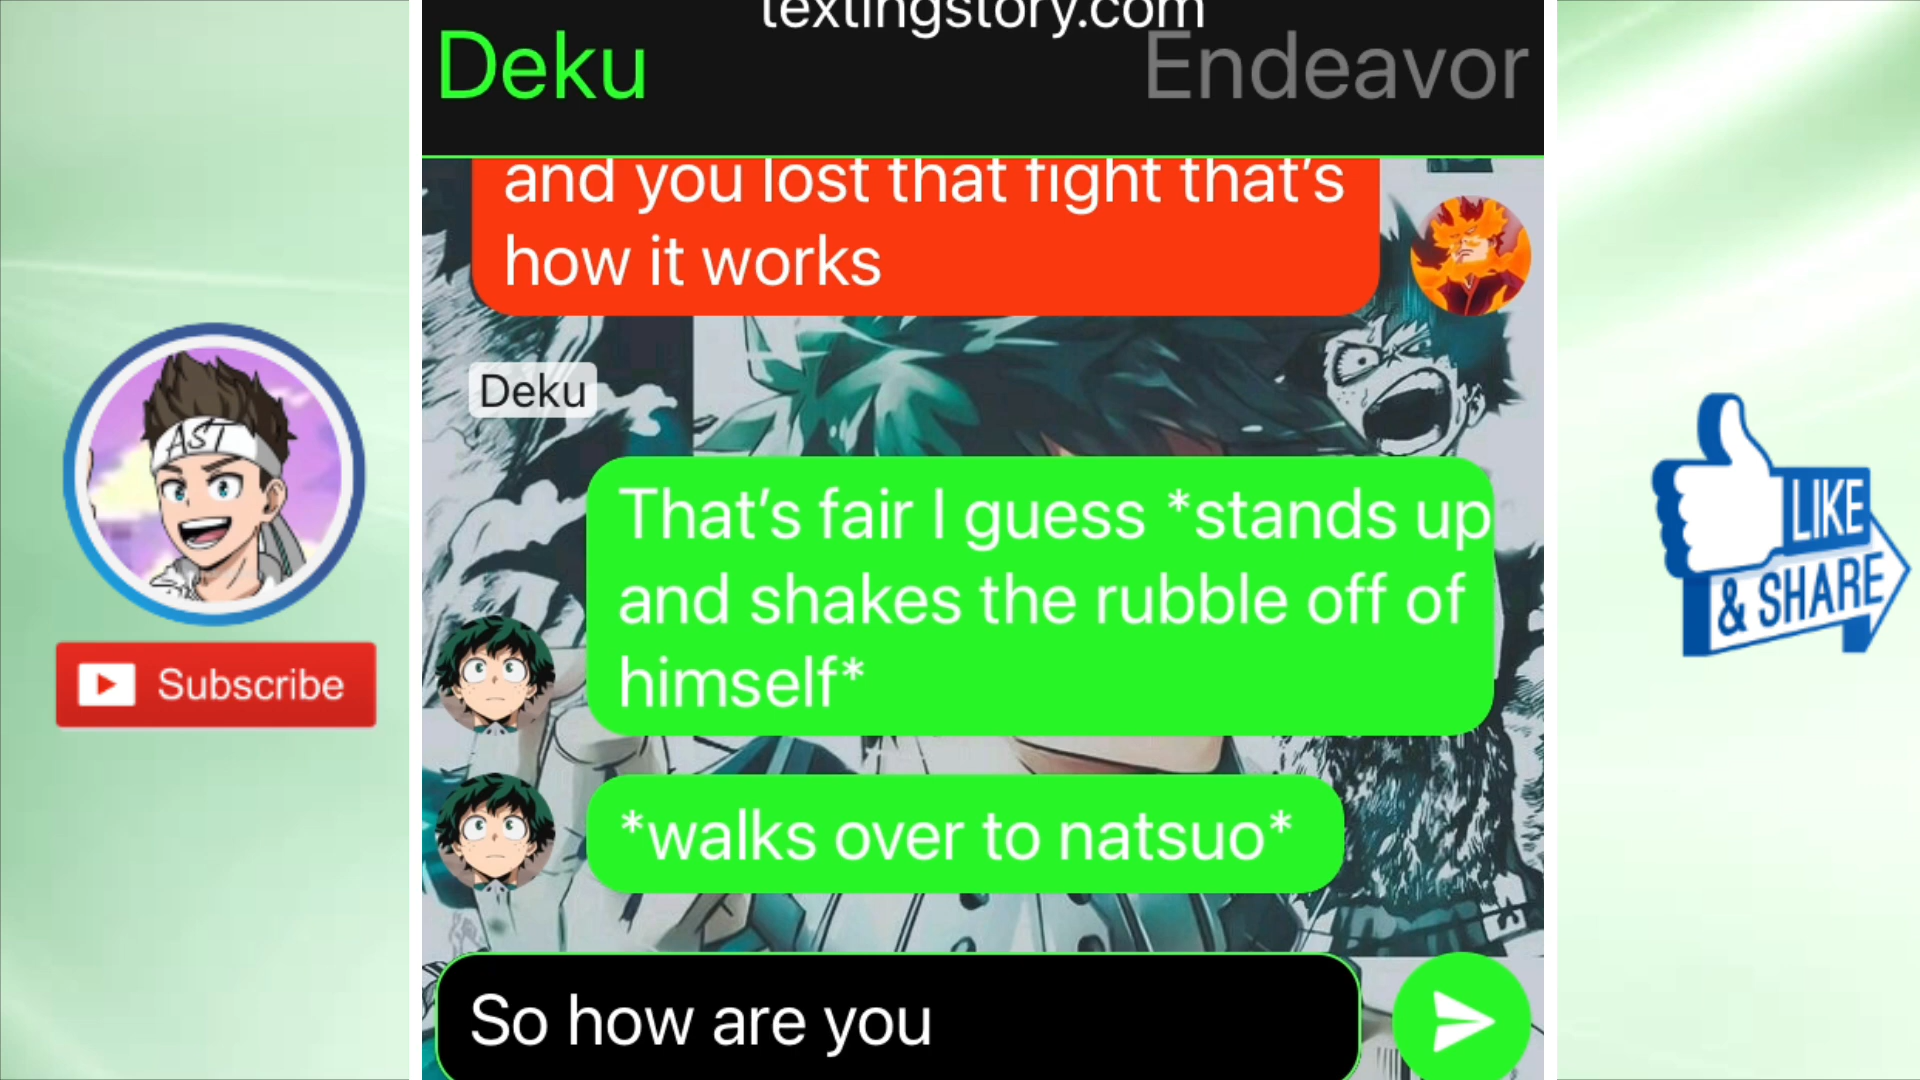 textingstory.com
Deku
Endeavor
and you lost that fight that’s
how it works
Deku
That’s fair I guess *stands up
and shakes the rubble off of
himself*
*walks over to natsuo*
So how are you
AST
Subscribe
LIKE
& SHARE